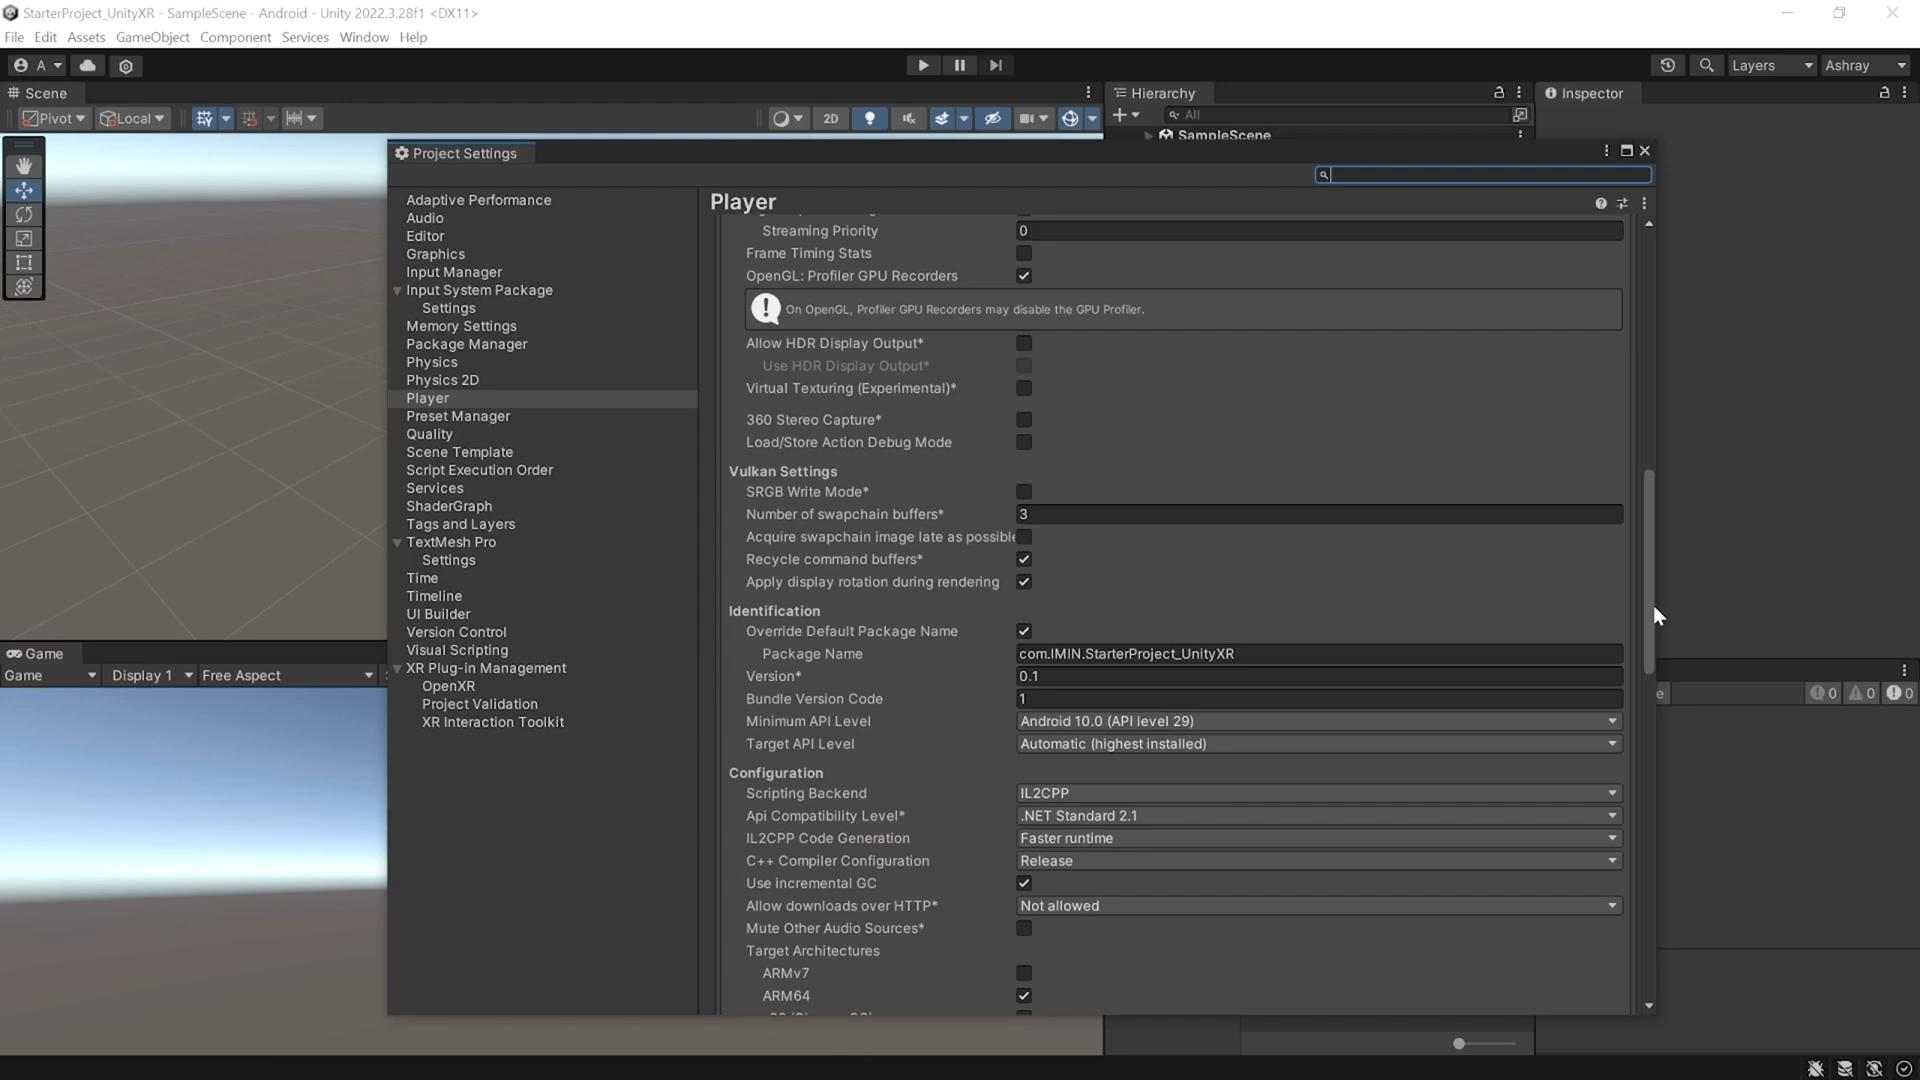 StarterProject_UnityXR - SampleScene - Android - Unity 2022.3.28f1 <DX11>
File Edit Assets GameObject Component Services Window Help
A
Layers
Ashray
Scene
Hierarchy
Inspector
Pivot
Local
2D
All
SampleScene
Project Settings
Adaptive Performance
Audio
Editor
Graphics
Input Manager
Input System Package
Settings
Memory Settings
Package Manager
Physics
Physics 2D
Player
Preset Manager
Quality
Scene Template
Script Execution Order
Services
ShaderGraph
Tags and Layers
TextMesh Pro
Settings
Time
Timeline
UI Builder
Version Control
Visual Scripting
XR Plug-in Management
OpenXR
Project Validation
XR Interaction Toolkit
Player
Streaming Priority 0
Frame Timing Stats
OpenGL: Profiler GPU Recorders
On OpenGL, Profiler GPU Recorders may disable the GPU Profiler.
Allow HDR Display Output*
Use HDR Display Output*
Virtual Texturing (Experimental)*
360 Stereo Capture*
Load/Store Action Debug Mode
Vulkan Settings
SRGB Write Mode*
Number of swapchain buffers* 3
Acquire swapchain image late as possible
Recycle command buffers*
Apply display rotation during rendering
Identification
Override Default Package Name
Package Name com.IMIN.StarterProject_UnityXR
Version* 0.1
Bundle Version Code 1
Minimum API Level Android 10.0 (API level 29)
Target API Level Automatic (highest installed)
Configuration
Scripting Backend IL2CPP
Api Compatibility Level* .NET Standard 2.1
IL2CPP Code Generation Faster runtime
C++ Compiler Configuration Release
Use incremental GC
Allow downloads over HTTP* Not allowed
Mute Other Audio Sources*
Target Architectures
ARMv7
ARM64
Game
Game Display 1 Free Aspect
0 0 0